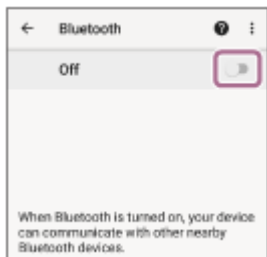 Bluetooth
Off
When Bluetooth is turned on, your device
can communicate with other nearby
Bluetooth devices.